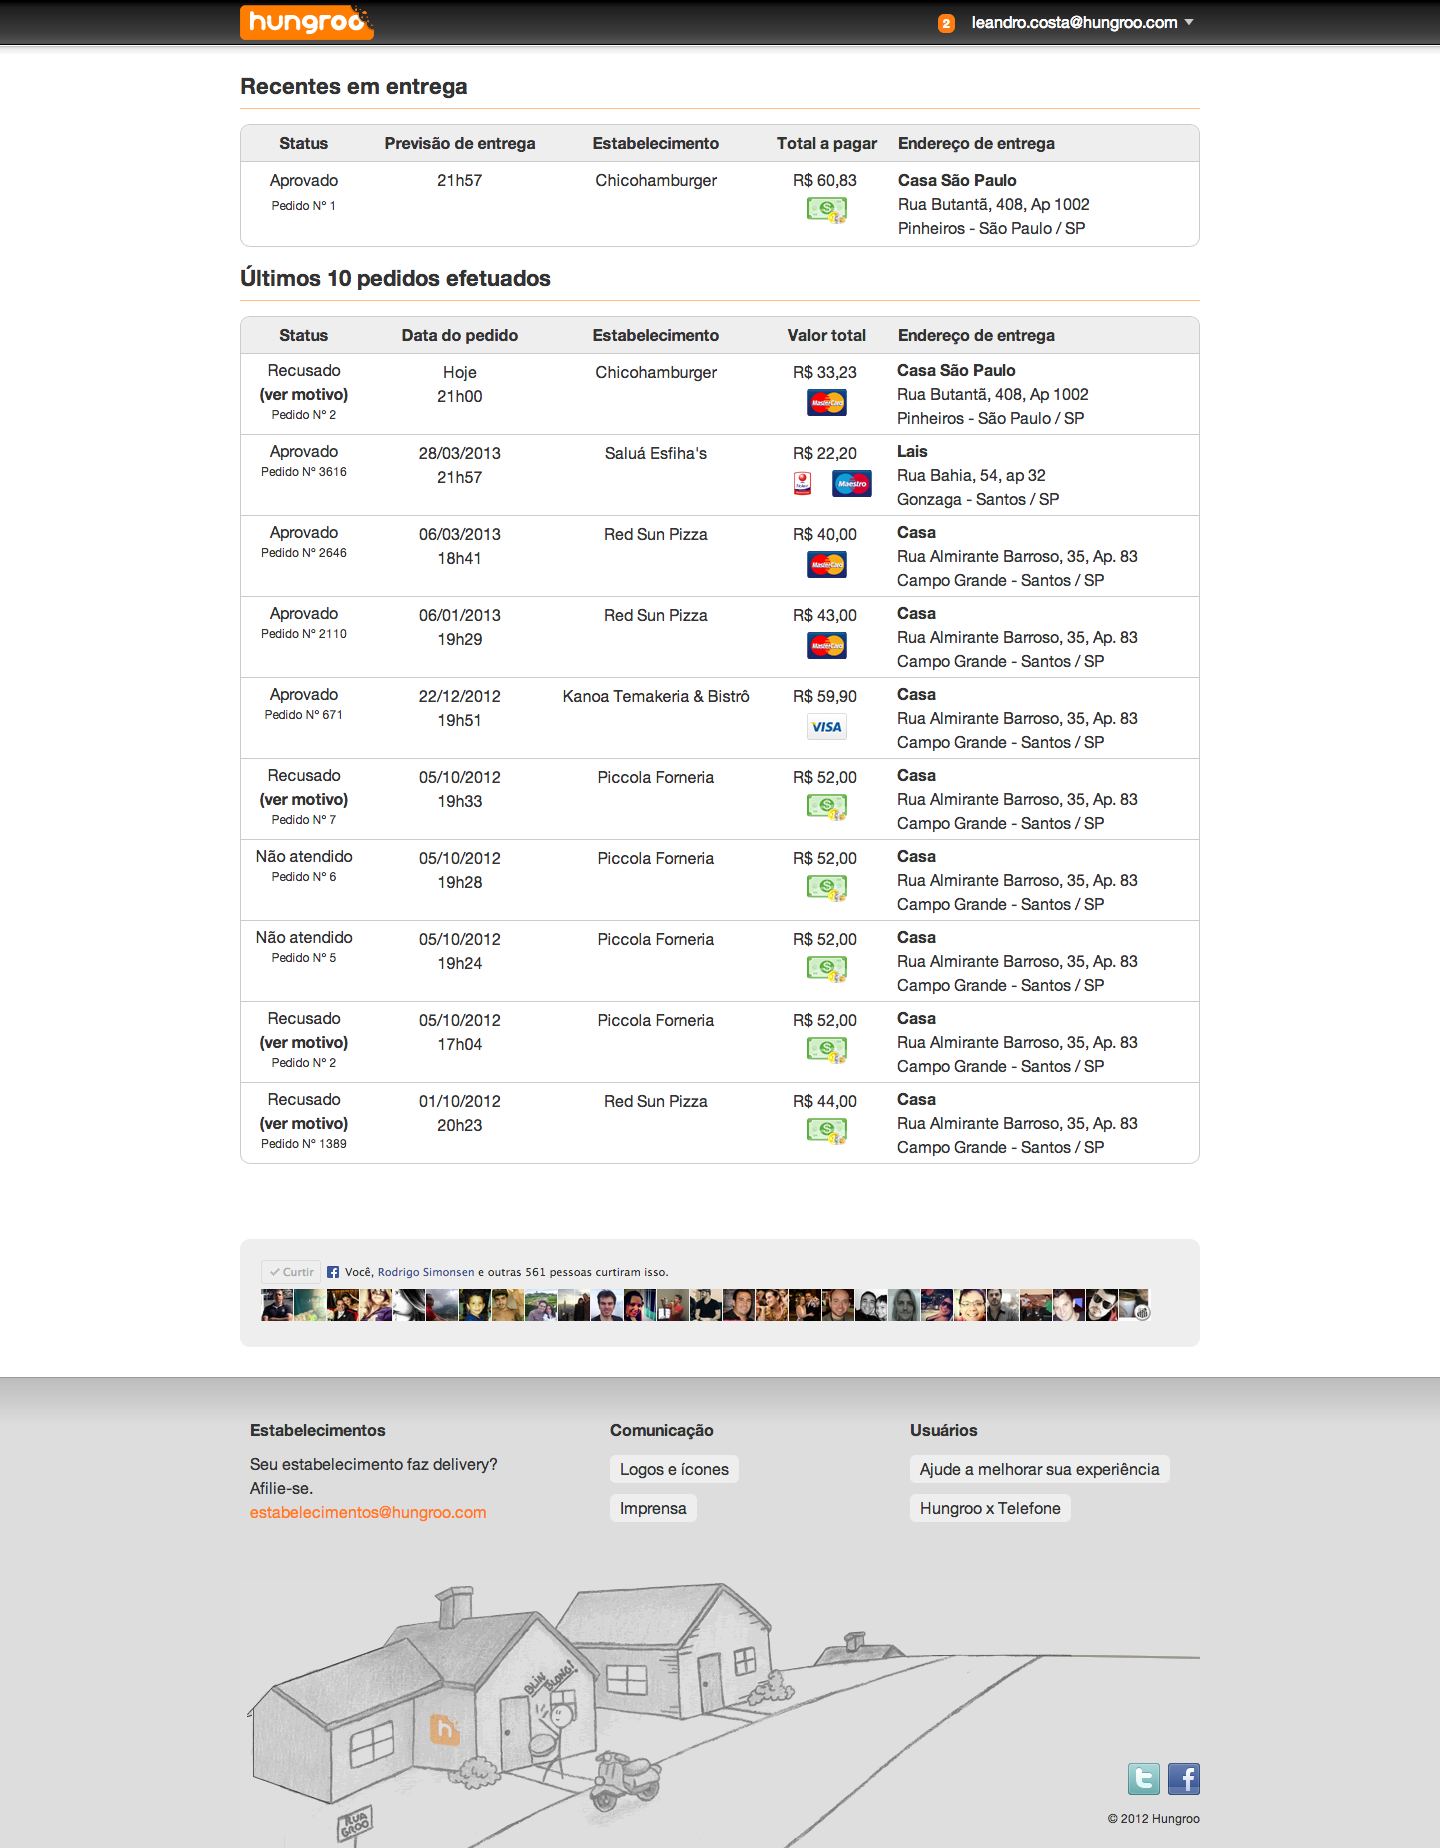 hungroo
2 leandro.costa@hungroo.com
Recentes em entrega
Status Previsão de entrega Estabelecimento Total a pagar Endereço de entrega
Aprovado 21h57 Chicohamburger R$ 60,83 Casa São Paulo
Pedido Nº 1 Rua Butantã, 408, Ap 1002
Pinheiros - São Paulo / SP
Últimos 10 pedidos efetuados
Status Data do pedido Estabelecimento Valor total Endereço de entrega
Recusado Hoje Chicohamburger R$ 33,23 Casa São Paulo
(ver motivo) 21h00 MasterCard Rua Butantã, 408, Ap 1002
Pedido Nº 2 Pinheiros - São Paulo / SP
Aprovado 28/03/2013 Saluá Esfiha's R$ 22,20 Lais
Pedido Nº 3616 21h57 Maestro Rua Bahia, 54, ap 32
Gonzaga - Santos / SP
Aprovado 06/03/2013 Red Sun Pizza R$ 40,00 Casa
Pedido Nº 2646 18h41 MasterCard Rua Almirante Barroso, 35, Ap. 83
Campo Grande - Santos / SP
Aprovado 06/01/2013 Red Sun Pizza R$ 43,00 Casa
Pedido Nº 2110 19h29 MasterCard Rua Almirante Barroso, 35, Ap. 83
Campo Grande - Santos / SP
Aprovado 22/12/2012 Kanoa Temakeria & Bistrô R$ 59,90 Casa
Pedido Nº 671 19h51 VISA Rua Almirante Barroso, 35, Ap. 83
Campo Grande - Santos / SP
Recusado 05/10/2012 Piccola Forneria R$ 52,00 Casa
(ver motivo) 19h33 Rua Almirante Barroso, 35, Ap. 83
Pedido Nº 7 Campo Grande - Santos / SP
Não atendido 05/10/2012 Piccola Forneria R$ 52,00 Casa
Pedido Nº 6 19h28 Rua Almirante Barroso, 35, Ap. 83
Campo Grande - Santos / SP
Não atendido 05/10/2012 Piccola Forneria R$ 52,00 Casa
Pedido Nº 5 19h24 Rua Almirante Barroso, 35, Ap. 83
Campo Grande - Santos / SP
Recusado 05/10/2012 Piccola Forneria R$ 52,00 Casa
(ver motivo) 17h04 Rua Almirante Barroso, 35, Ap. 83
Pedido Nº 2 Campo Grande - Santos / SP
Recusado 01/10/2012 Red Sun Pizza R$ 44,00 Casa
(ver motivo) 20h23 Rua Almirante Barroso, 35, Ap. 83
Pedido Nº 1389 Campo Grande - Santos / SP
Curtir Você, Rodrigo Simonsen e outras 561 pessoas curtiram isso.
Estabelecimentos Comunicação Usuários
Seu estabelecimento faz delivery? Logos e ícones Ajude a melhorar sua experiência
Afilie-se.
estabelecimentos@hungroo.com Imprensa Hungroo x Telefone
BLIN
BLONG!
h
RUA
GROO
© 2012 Hungroo